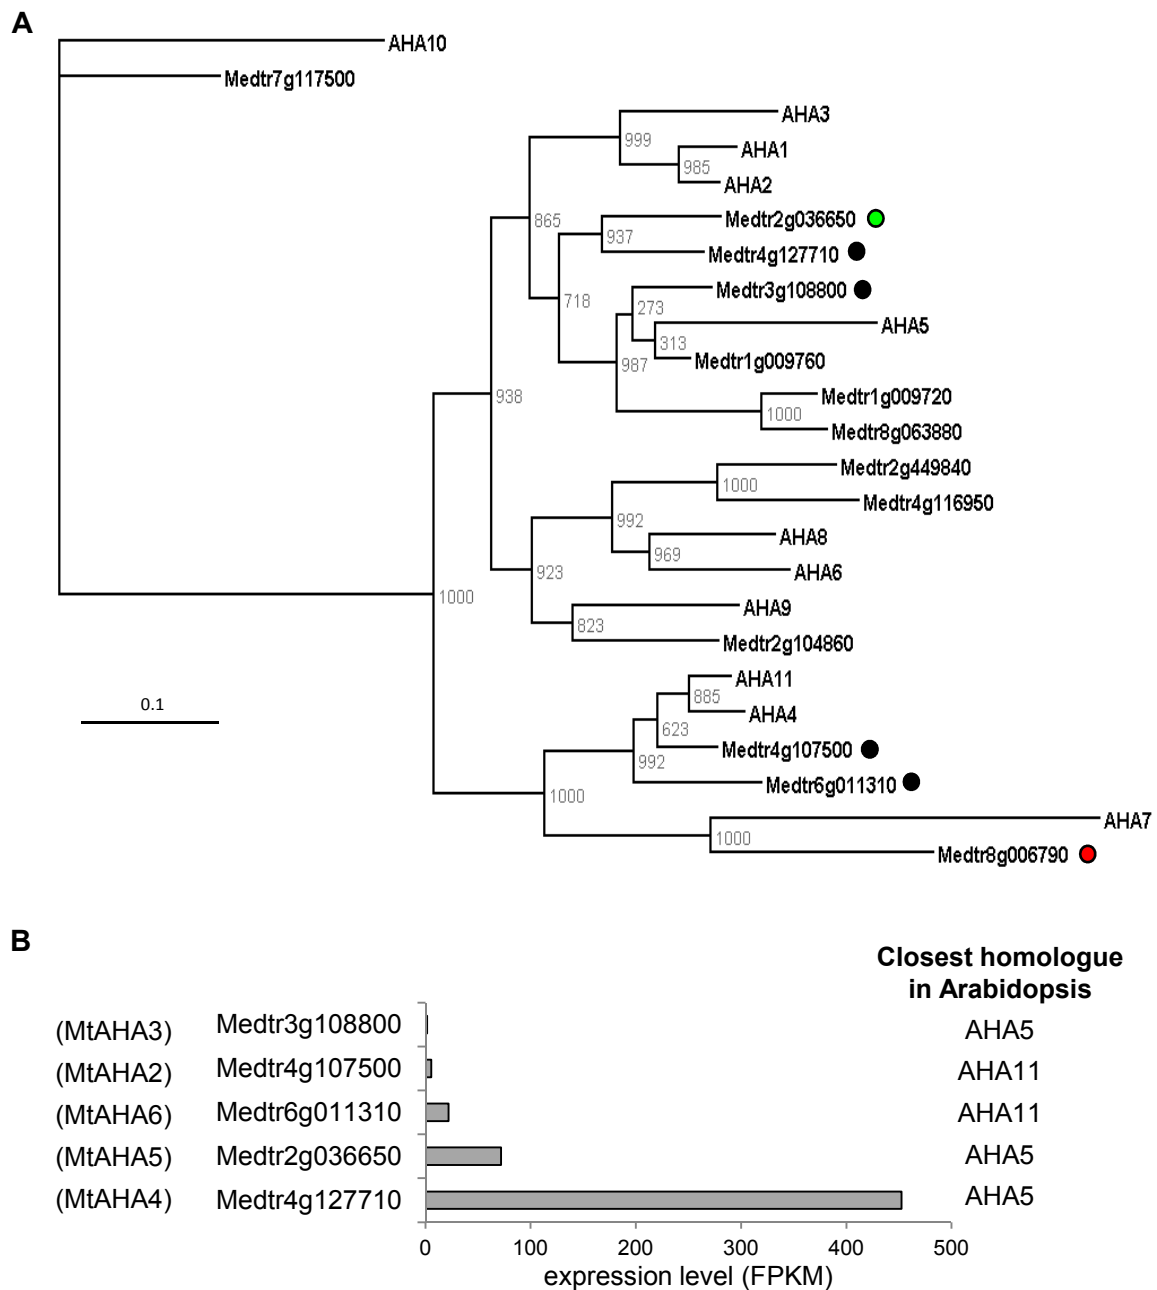 A
AHA10
Medtr7g117500
AHA3
999
AHA1
985
AHA2
Medtr2g036650
865
937
Medtr4g127710
Medtr3g108800
718
273
AHA5
313
987
Medtr1g009760
938
Medtr1g009720
1000
Medtr8g063880
Medtr2g449840
1000
Medtr4g116950
992
AHA8
969
923
AHA6
1000
AHA9
823
Medtr2g104860
AHA11
885
0.1
AHA4
623
Medtr4g107500
992
Medtr6g011310
1000
AHA7
1000
Medtr8g006790
B
Closest homologue
in Arabidopsis
(MtAHA3) Medtr3g108800 AHA5
(MtAHA2) Medtr4g107500 AHA11
(MtAHA6) Medtr6g011310 AHA11
(MtAHA5) Medtr2g036650 AHA5
(MtAHA4) Medtr4g127710 AHA5
0 100 200 300 400 500
expression level (FPKM)